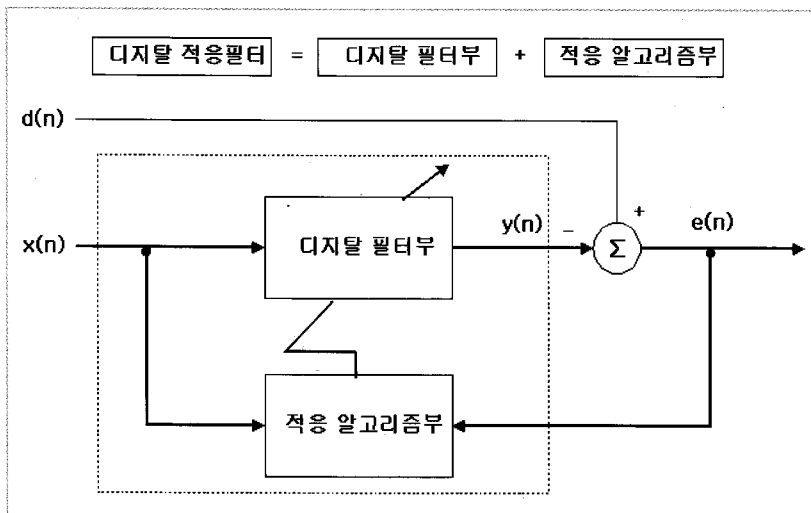 디지탈 적응필터 = 디지탈 필터부 + 적응 알고리즘부
d(n)
+
x(n)
디지탈 필터부
y(n)
−
Σ
e(n)
적응 알고리즘부